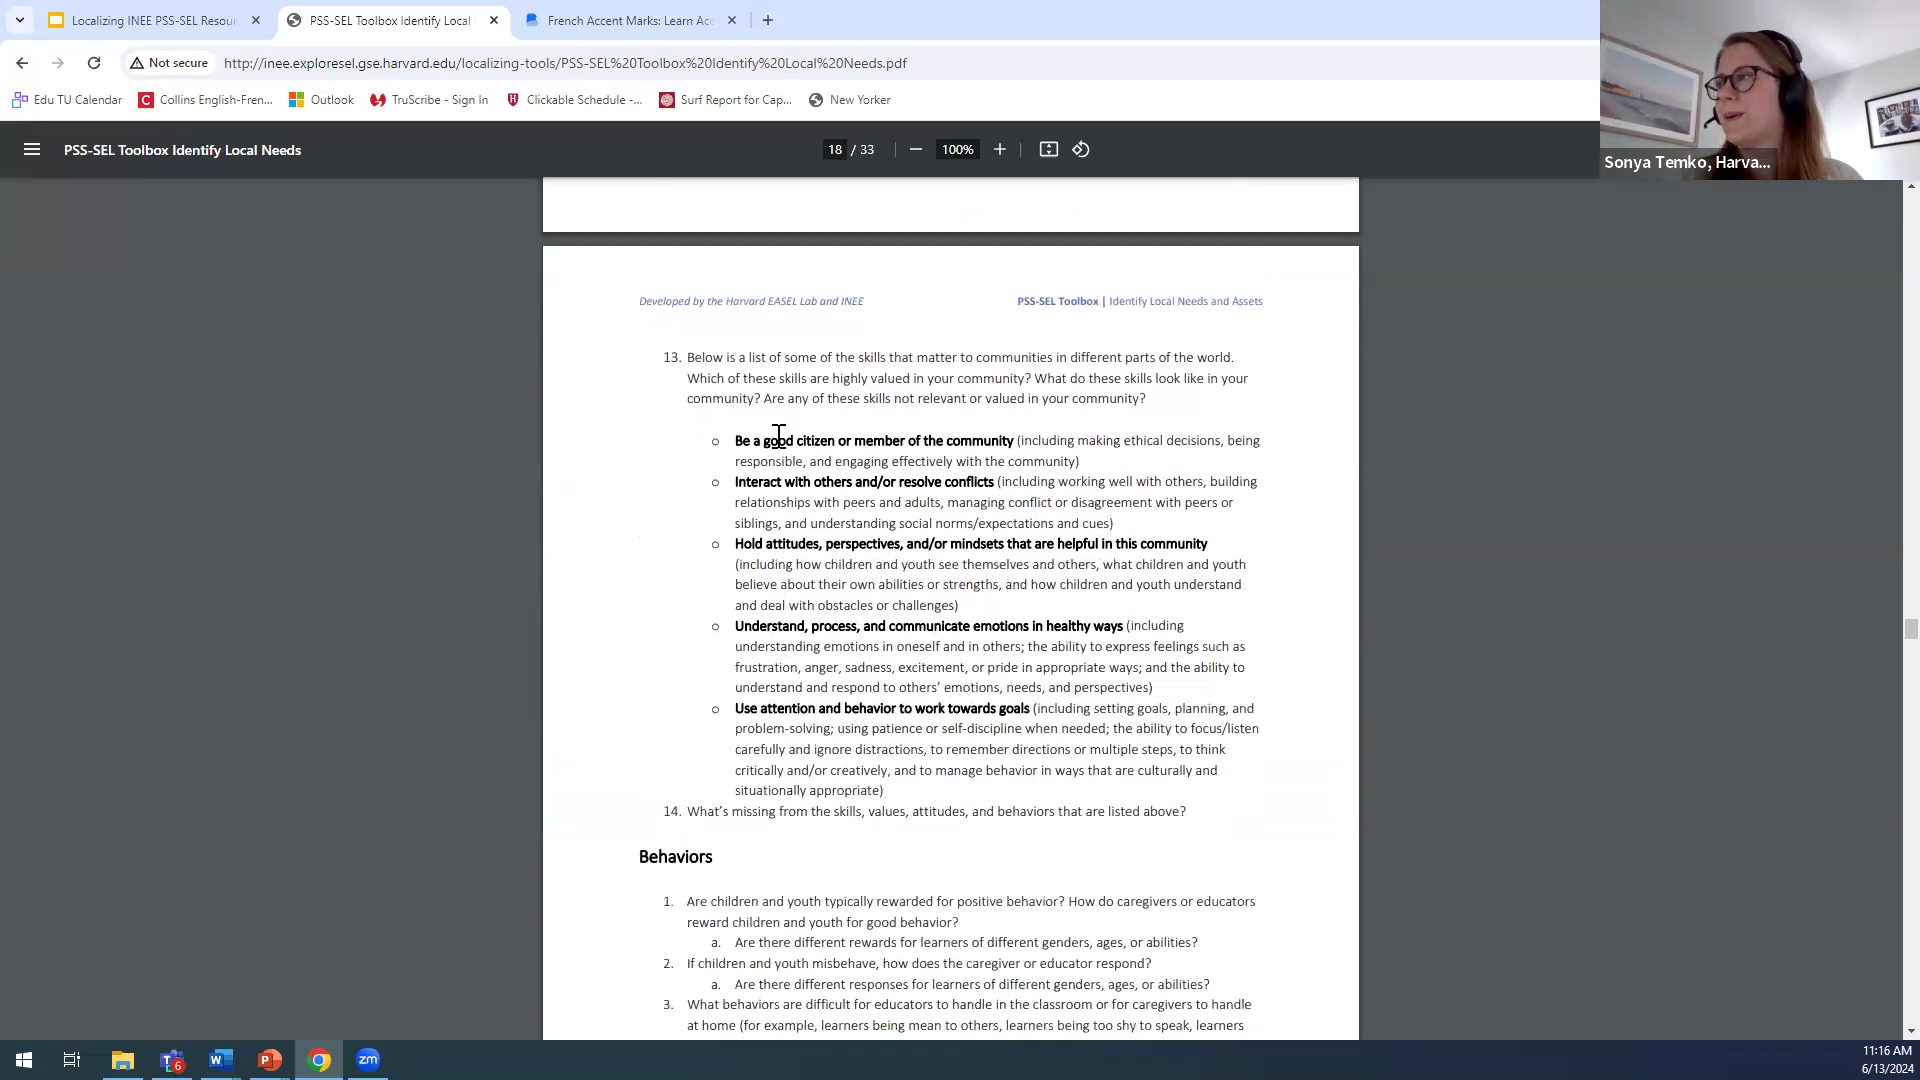 Localizing INEE PSS-SEL Resour
PSS-SEL Toolbox Identify Local
French Accent Marks: Learn Acc
Not secure
http://inee.exploresel.gse.harvard.edu/localizing-tools/PSS-SEL%20Toolbox%20Identify%20Local%20Needs.pdf
Edu TU Calendar
Collins English-Fren...
Outlook
TruScribe - Sign In
Clickable Schedule -...
Surf Report for Cap...
New Yorker
PSS-SEL Toolbox Identify Local Needs
18 / 33
100%
Sonya Temko, Harva...
Developed by the Harvard EASEL Lab and INEE
PSS-SEL Toolbox | Identify Local Needs and Assets
13. Below is a list of some of the skills that matter to communities in different parts of the world.
Which of these skills are highly valued in your community? What do these skills look like in your
community? Are any of these skills not relevant or valued in your community?
o Be a good citizen or member of the community (including making ethical decisions, being
responsible, and engaging effectively with the community)
o Interact with others and/or resolve conflicts (including working well with others, building
relationships with peers and adults, managing conflict or disagreement with peers or
siblings, and understanding social norms/expectations and cues)
o Hold attitudes, perspectives, and/or mindsets that are helpful in this community
(including how children and youth see themselves and others, what children and youth
believe about their own abilities or strengths, and how children and youth understand
and deal with obstacles or challenges)
o Understand, process, and communicate emotions in healthy ways (including
understanding emotions in oneself and in others; the ability to express feelings such as
frustration, anger, sadness, excitement, or pride in appropriate ways; and the ability to
understand and respond to others’ emotions, needs, and perspectives)
o Use attention and behavior to work towards goals (including setting goals, planning, and
problem-solving; using patience or self-discipline when needed; the ability to focus/listen
carefully and ignore distractions, to remember directions or multiple steps, to think
critically and/or creatively, and to manage behavior in ways that are culturally and
situationally appropriate)
14. What’s missing from the skills, values, attitudes, and behaviors that are listed above?
Behaviors
1. Are children and youth typically rewarded for positive behavior? How do caregivers or educators
reward children and youth for good behavior?
a. Are there different rewards for learners of different genders, ages, or abilities?
2. If children and youth misbehave, how does the caregiver or educator respond?
a. Are there different responses for learners of different genders, ages, or abilities?
3. What behaviors are difficult for educators to handle in the classroom or for caregivers to handle
at home (for example, learners being mean to others, learners being too shy to speak, learners
6
zm
11:16 AM
6/13/2024